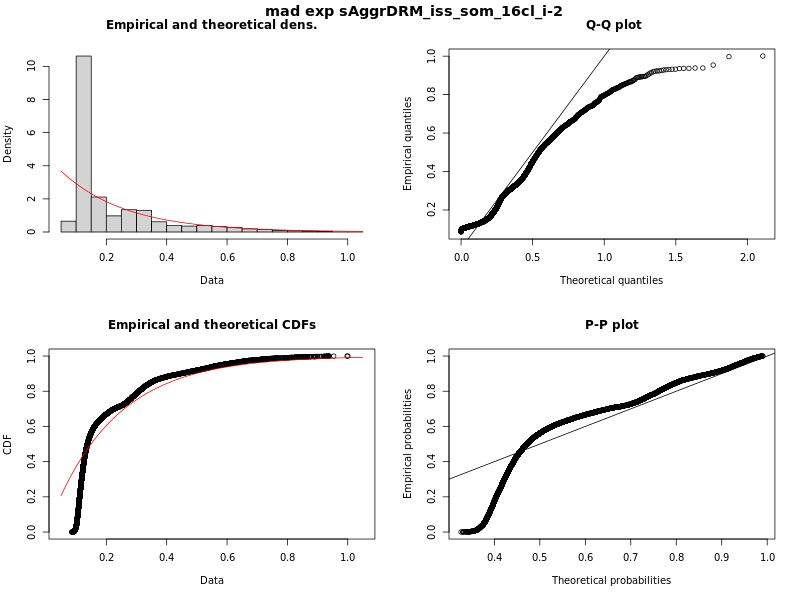 mad exp sAggrDRM_iss_som_16cl_i-2
Empirical and theoretical dens.
Density
0 2 4 6 8 10
0.2 0.4 0.6 0.8 1.0
Data
Q-Q plot
Empirical quantiles
0.2 0.4 0.6 0.8 1.0
0.0 0.5 1.0 1.5 2.0
Theoretical quantiles
Empirical and theoretical CDFs
CDF
0.0 0.2 0.4 0.6 0.8 1.0
0.2 0.4 0.6 0.8 1.0
Data
P-P plot
Empirical probabilities
0.0 0.2 0.4 0.6 0.8 1.0
0.4 0.5 0.6 0.7 0.8 0.9 1.0
Theoretical probabilities